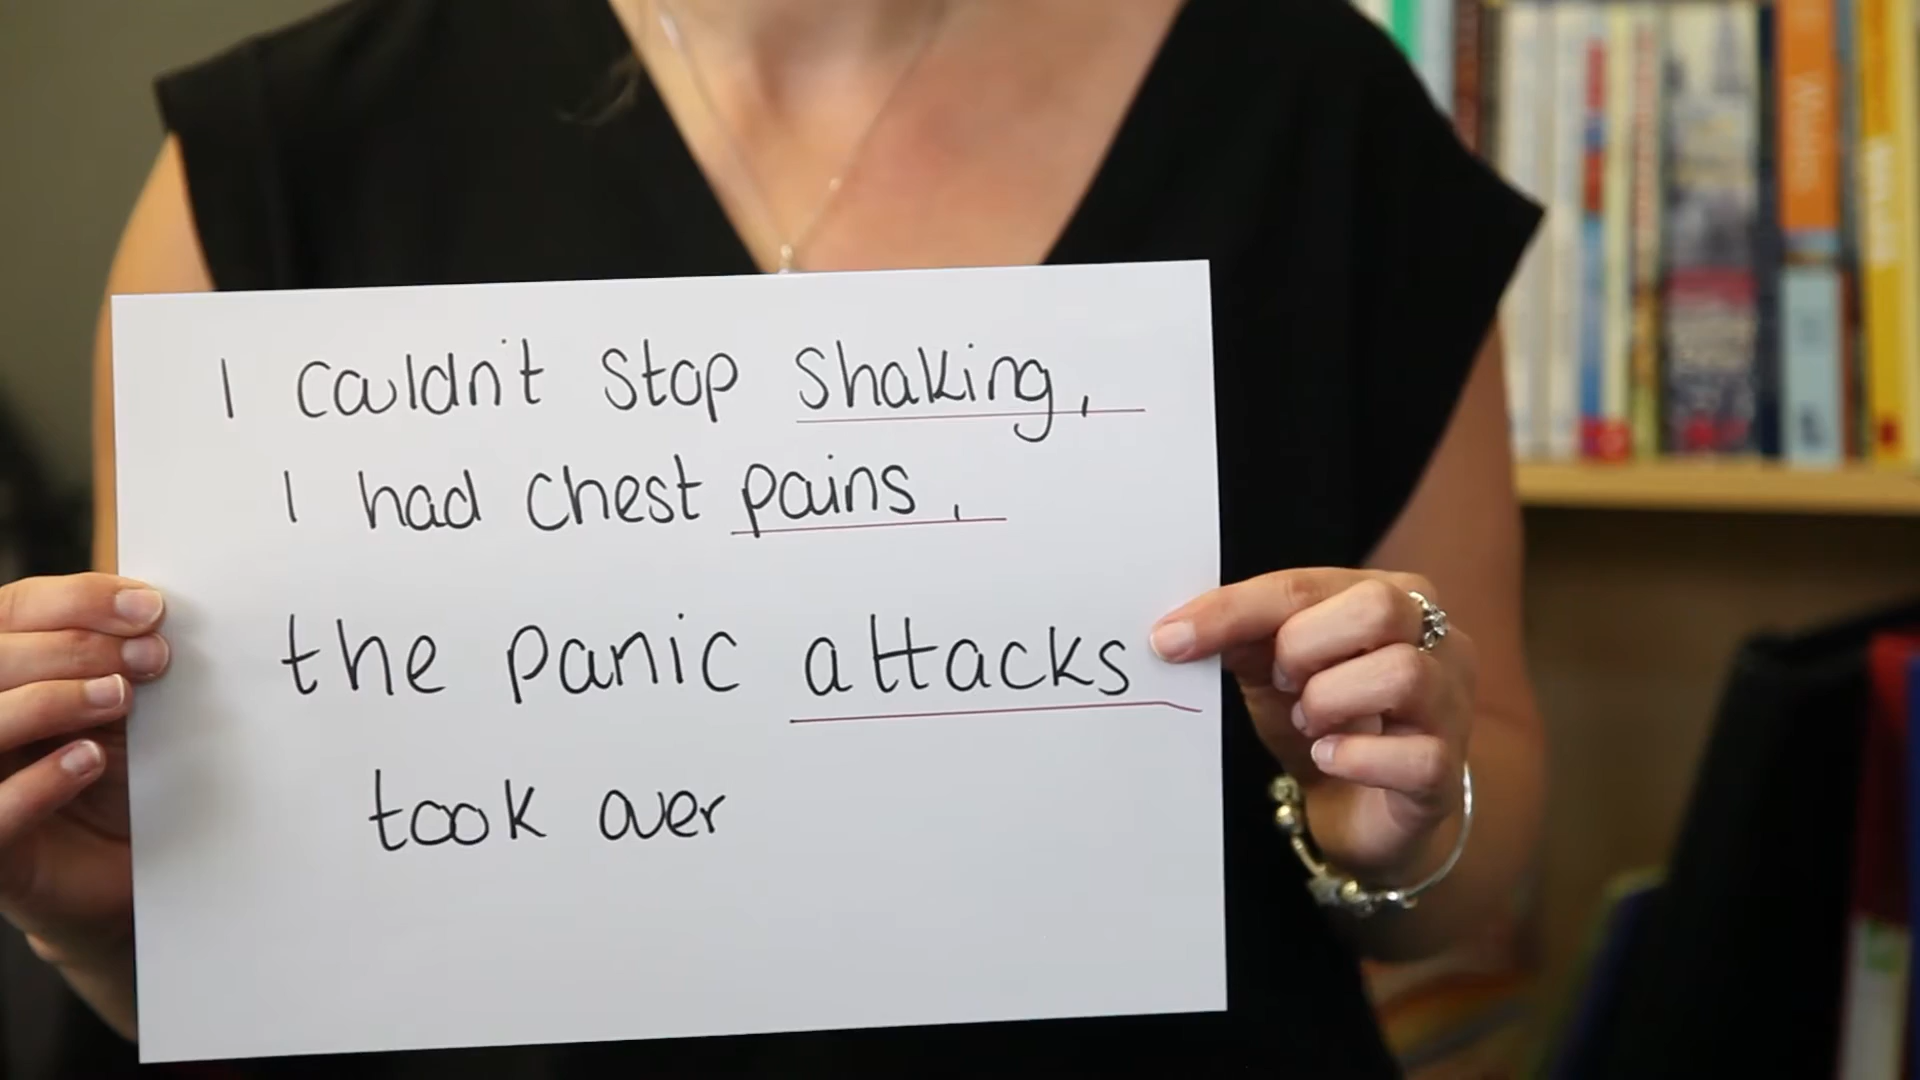 I couldn't stop shaking,
I had chest pains,
the panic attacks
took over